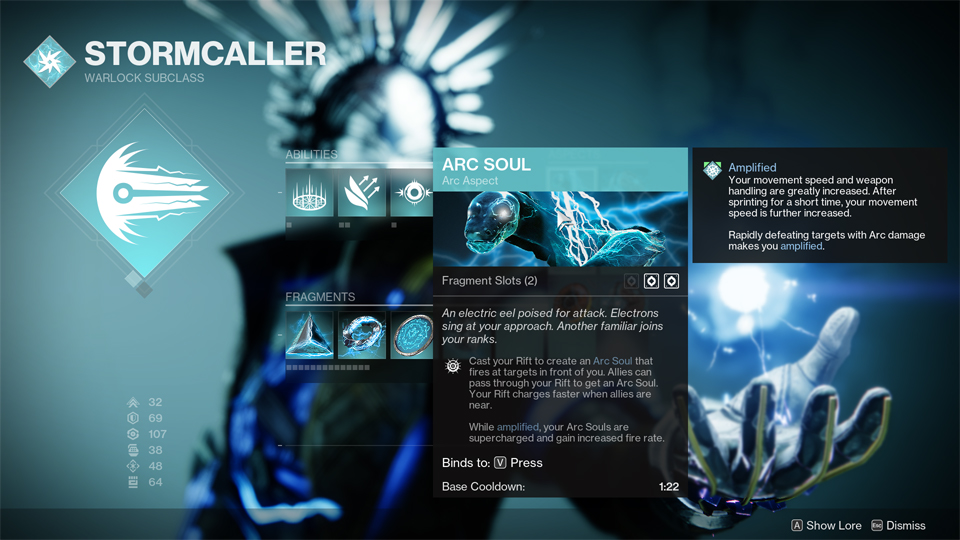 STORMCALLER
WARLOCK SUBCLASS
ABILITIES
FRAGMENTS
32
69
107
38
48
64
ARC SOUL
Arc Aspect
Fragment Slots (2)
An electric eel poised for attack. Electrons
sing at your approach. Another familiar joins
your ranks.
Cast your Rift to create an Arc Soul that
fires at targets in front of you. Allies can
pass through your Rift to get an Arc Soul.
Your Rift charges faster when allies are
near.
While amplified, your Arc Souls are
supercharged and gain increased fire rate.
Binds to: V Press
Base Cooldown: 1:22
Amplified
Your movement speed and weapon
handling are greatly increased. After
sprinting for a short time, your movement
speed is further increased.
Rapidly defeating targets with Arc damage
makes you amplified.
A Show Lore Esc Dismiss